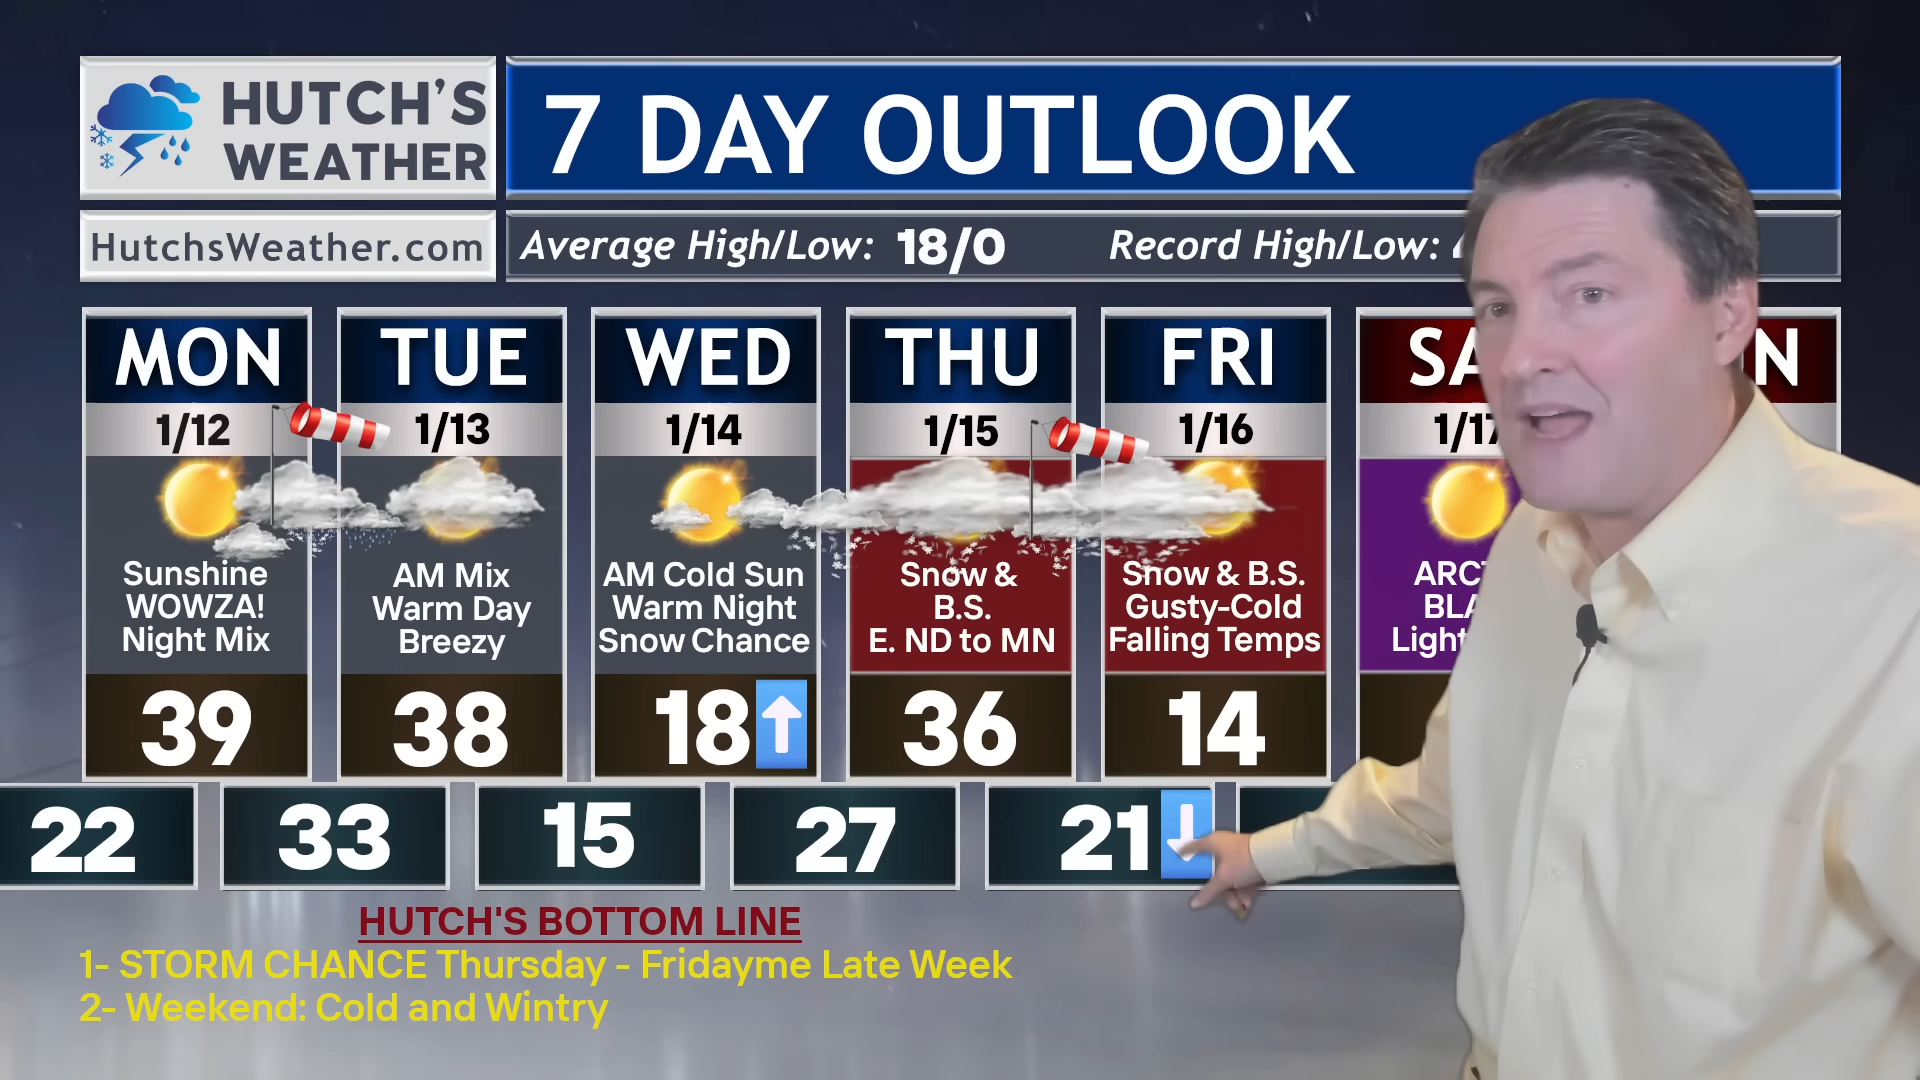 HUTCH'S
WEATHER
HutchsWeather.com
7 DAY OUTLOOK
Average High/Low: 18/0 Record High/Low:
MON
1/12
Sunshine
WOWZA!
Night Mix
39
TUE
1/13
AM Mix
Warm Day
Breezy
38
WED
1/14
AM Cold Sun
Warm Night
Snow Chance
18
THU
1/15
Snow &
B.S.
E. ND to MN
36
FRI
1/16
Snow & B.S.
Gusty-Cold
Falling Temps
14
1/17
22
33
15
27
21
HUTCH'S BOTTOM LINE
1- STORM CHANCE Thursday - Fridayme Late Week
2- Weekend: Cold and Wintry